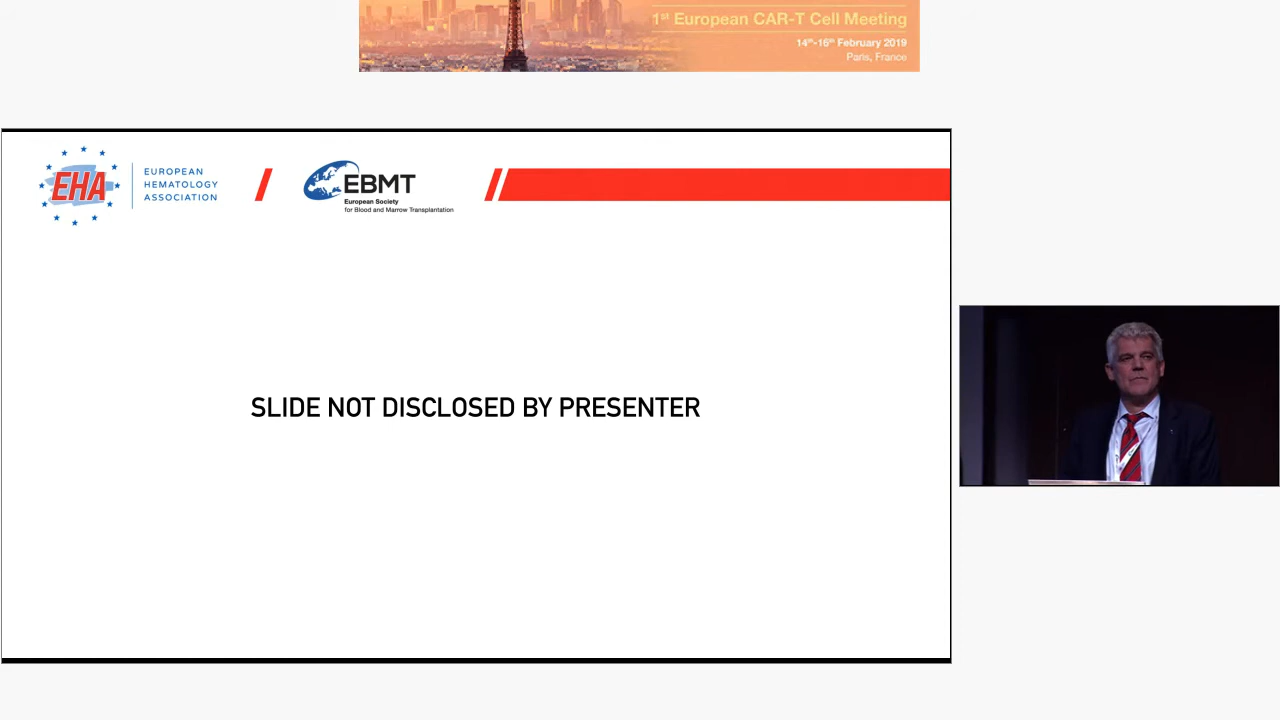 1st European CAR-T Cell Meeting
14th-16th February 2019
Paris, France
EHA
EUROPEAN
HEMATOLOGY
ASSOCIATION
EBMT
European Society
for Blood and Marrow Transplantation
SLIDE NOT DISCLOSED BY PRESENTER